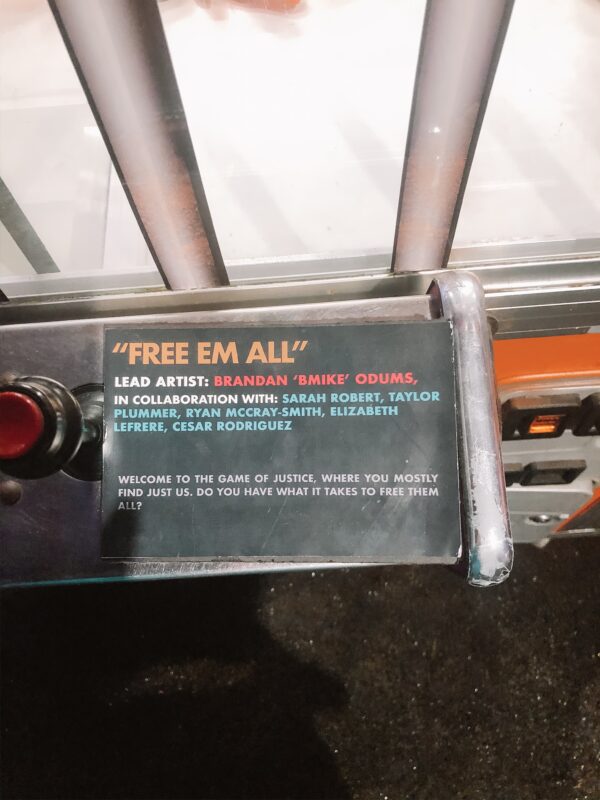 "FREE EM ALL"
LEAD ARTIST: BRANDAN 'BMIKE' ODUMS,
IN COLLABORATION WITH: SARAH ROBERT, TAYLOR
PLUMMER, RYAN MCCRAY-SMITH, ELIZABETH
LEFRERE, CESAR RODRIGUEZ
WELCOME TO THE GAME OF JUSTICE, WHERE YOU MOSTLY
FIND JUST US. DO YOU HAVE WHAT IT TAKES TO FREE THEM
ALL?